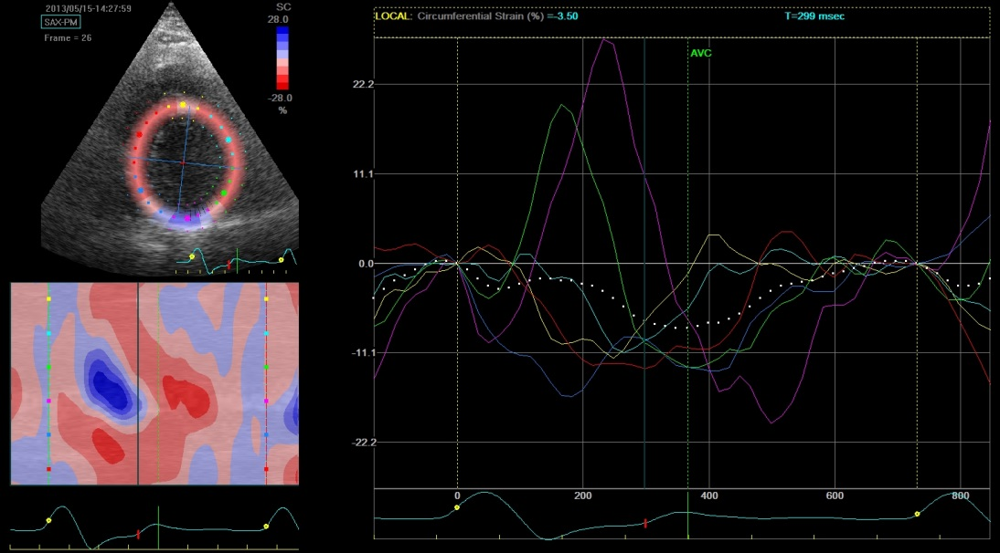 2013/05/15-14:27:59
SAX-PM
Frame = 26
SC
28.0
-28.0
%
LOCAL: Circumferential Strain (%) =-3.50
T=299 msec
AVC
22.2
11.1
0.0
-11.1
-22.2
0
200
400
600
800